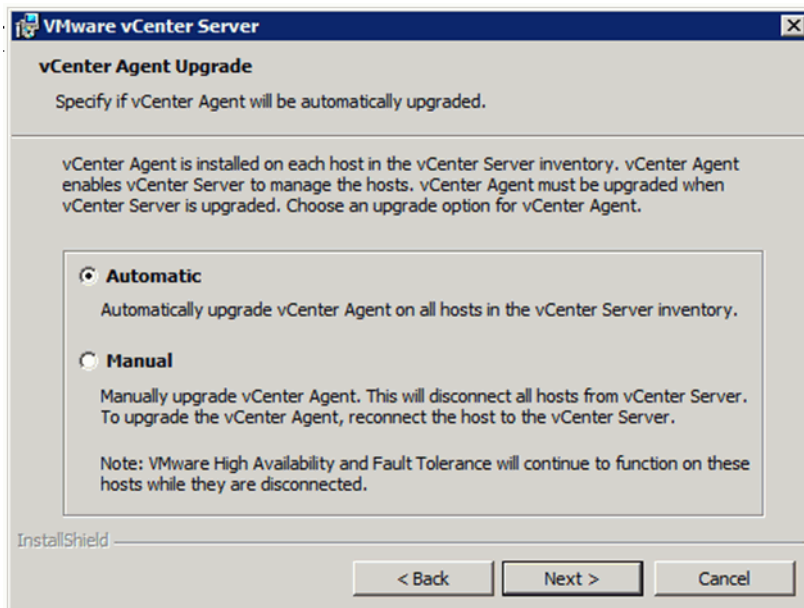 VMware vCenter Server
vCenter Agent Upgrade
Specify if vCenter Agent will be automatically upgraded.
vCenter Agent is installed on each host in the vCenter Server inventory. vCenter Agent
enables vCenter Server to manage the hosts. vCenter Agent must be upgraded when
vCenter Server is upgraded. Choose an upgrade option for vCenter Agent.
Automatic
Automatically upgrade vCenter Agent on all hosts in the vCenter Server inventory.
Manual
Manually upgrade vCenter Agent. This will disconnect all hosts from vCenter Server.
To upgrade the vCenter Agent, reconnect the host to the vCenter Server.
Note: VMware High Availability and Fault Tolerance will continue to function on these
hosts while they are disconnected.
InstallShield
< Back Next > Cancel